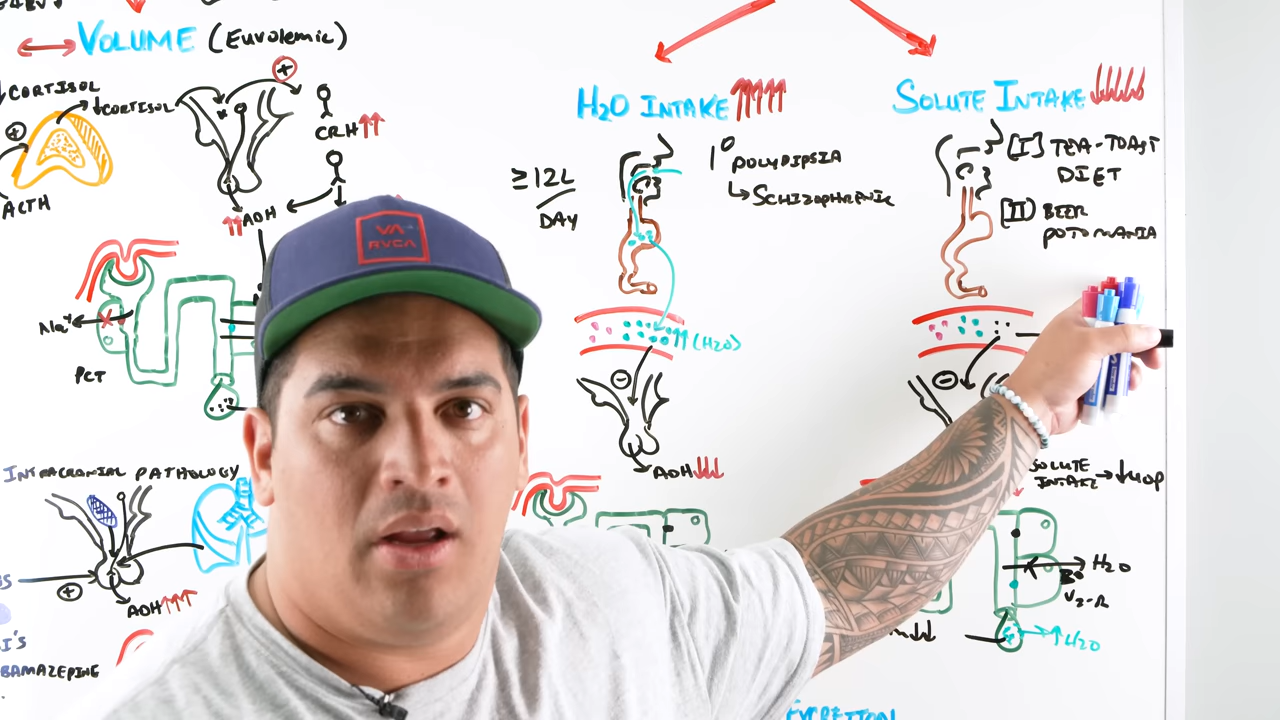 VOLUME (Euvolemic)
CORTISOL
↓CORTISOL
⊕
⊕
CRH↑↑
ACTH
↑↑ADH
VA
RVCA
Na+
PCT
INTRACRANIAL PATHOLOGY
⊕
ADH↑↑↑
I'S
BAMAZEPINE
H2O INTAKE↑↑↑↑
1° POLYDIPSIA
↳SCHIZOPHRENIC
≥12L
DAY
↑↑(H2O)
⊖
ADH↓↓↓
SOLUTE INTAKE↓↓↓↓
[I] TEA-TOAST
DIET
[II] BEER
POTOMANIA
⊖
SOLUTE
INTAKE→↓UOP
H2O
V2-R
↑H2O